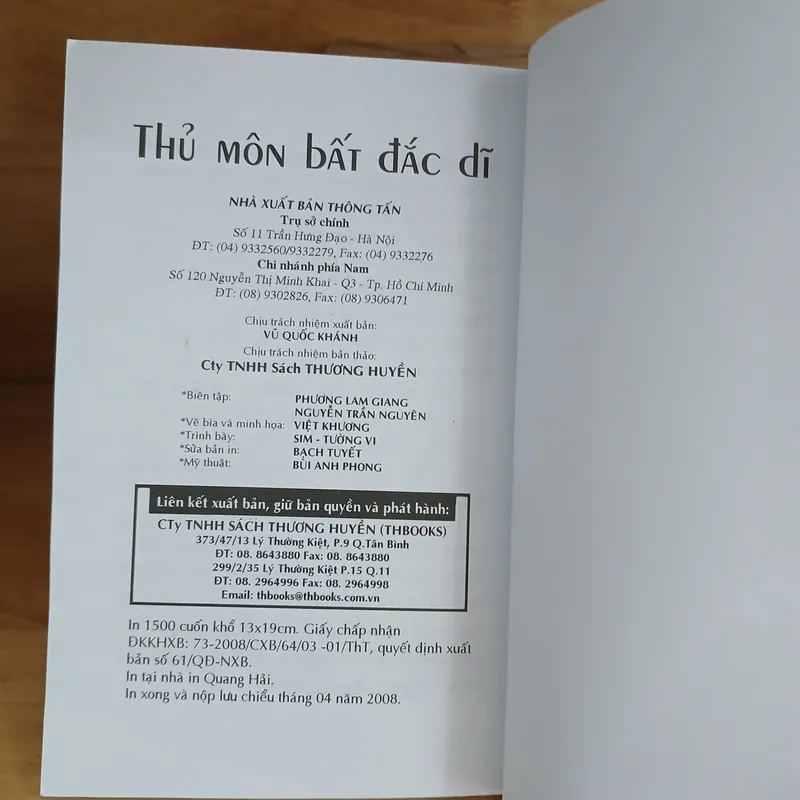 Thủ môn bất đắc dĩ
NHÀ XUẤT BẢN THÔNG TẤN
Trụ sở chính
Số 11 Trần Hưng Đạo - Hà Nội
ĐT: (04) 9332560/9332279, Fax: (04) 9332276
Chi nhánh phía Nam
Số 120 Nguyễn Thị Minh Khai - Q3 - Tp. Hồ Chí Minh
ĐT: (08) 9302826, Fax: (08) 9306471
Chịu trách nhiệm xuất bản:
VŨ QUỐC KHÁNH
Chịu trách nhiệm bản thảo:
Cty TNHH Sách THƯƠNG HUYỀN
*Biên tập: PHƯƠNG LAM GIANG
NGUYỄN TRẦN NGUYÊN
*Vẽ bìa và minh họa: VIỆT KHƯƠNG
*Trình bày: SIM - TƯỜNG VI
*Sửa bản in: BẠCH TUYẾT
*Mỹ thuật: BÙI ANH PHONG
Liên kết xuất bản, giữ bản quyền và phát hành:
CTy TNHH SÁCH THƯƠNG HUYỀN (THBOOKS)
373/47/13 Lý Thường Kiệt, P.9 Q.Tân Bình
ĐT: 08. 8643880 Fax: 08. 8643880
299/2/35 Lý Thường Kiệt P.15 Q.11
ĐT: 08. 2964996 Fax: 08. 2964998
Email: thbooks@thbooks.com.vn
In 1500 cuốn khổ 13x19cm. Giấy chấp nhận
ĐKKHXB: 73-2008/CXB/64/03 -01/ThT, quyết dịnh xuất
bản số 61/QĐ-NXB.
In tại nhà in Quang Hải.
In xong và nộp lưu chiểu tháng 04 năm 2008.